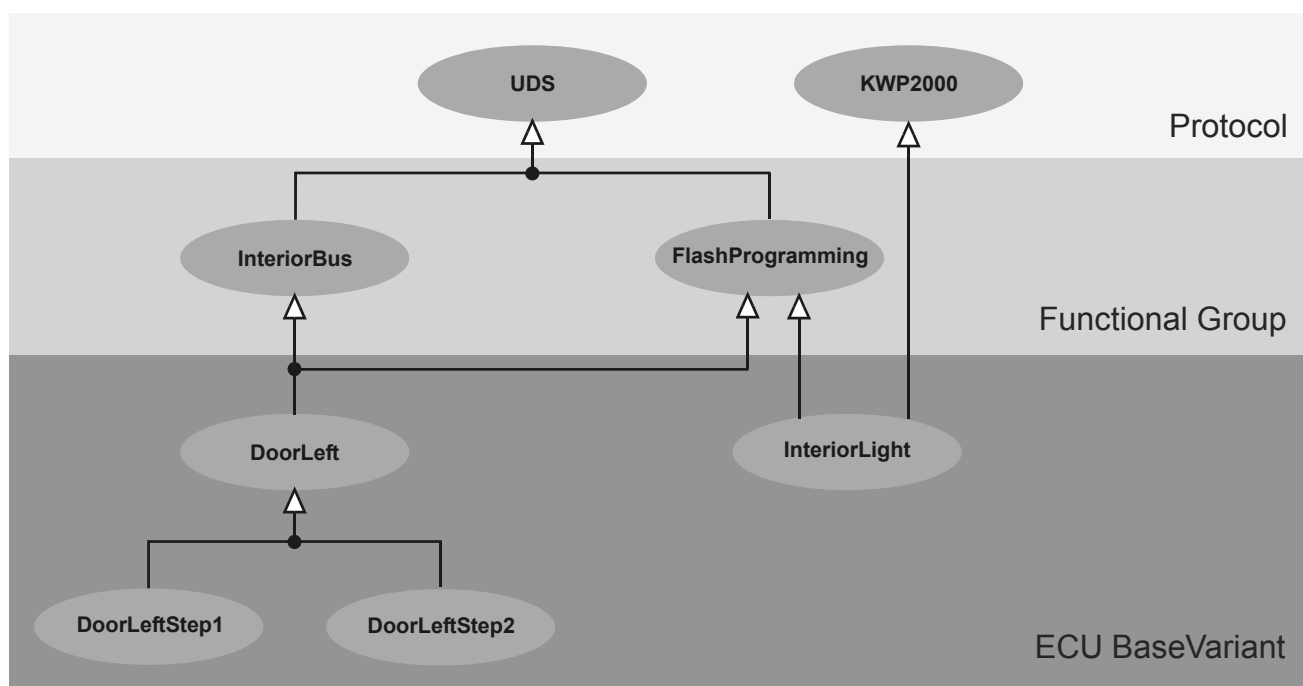 UDS
KWP2000
Protocol
InteriorBus
FlashProgramming
Functional Group
DoorLeft
InteriorLight
DoorLeftStep1
DoorLeftStep2
ECU BaseVariant